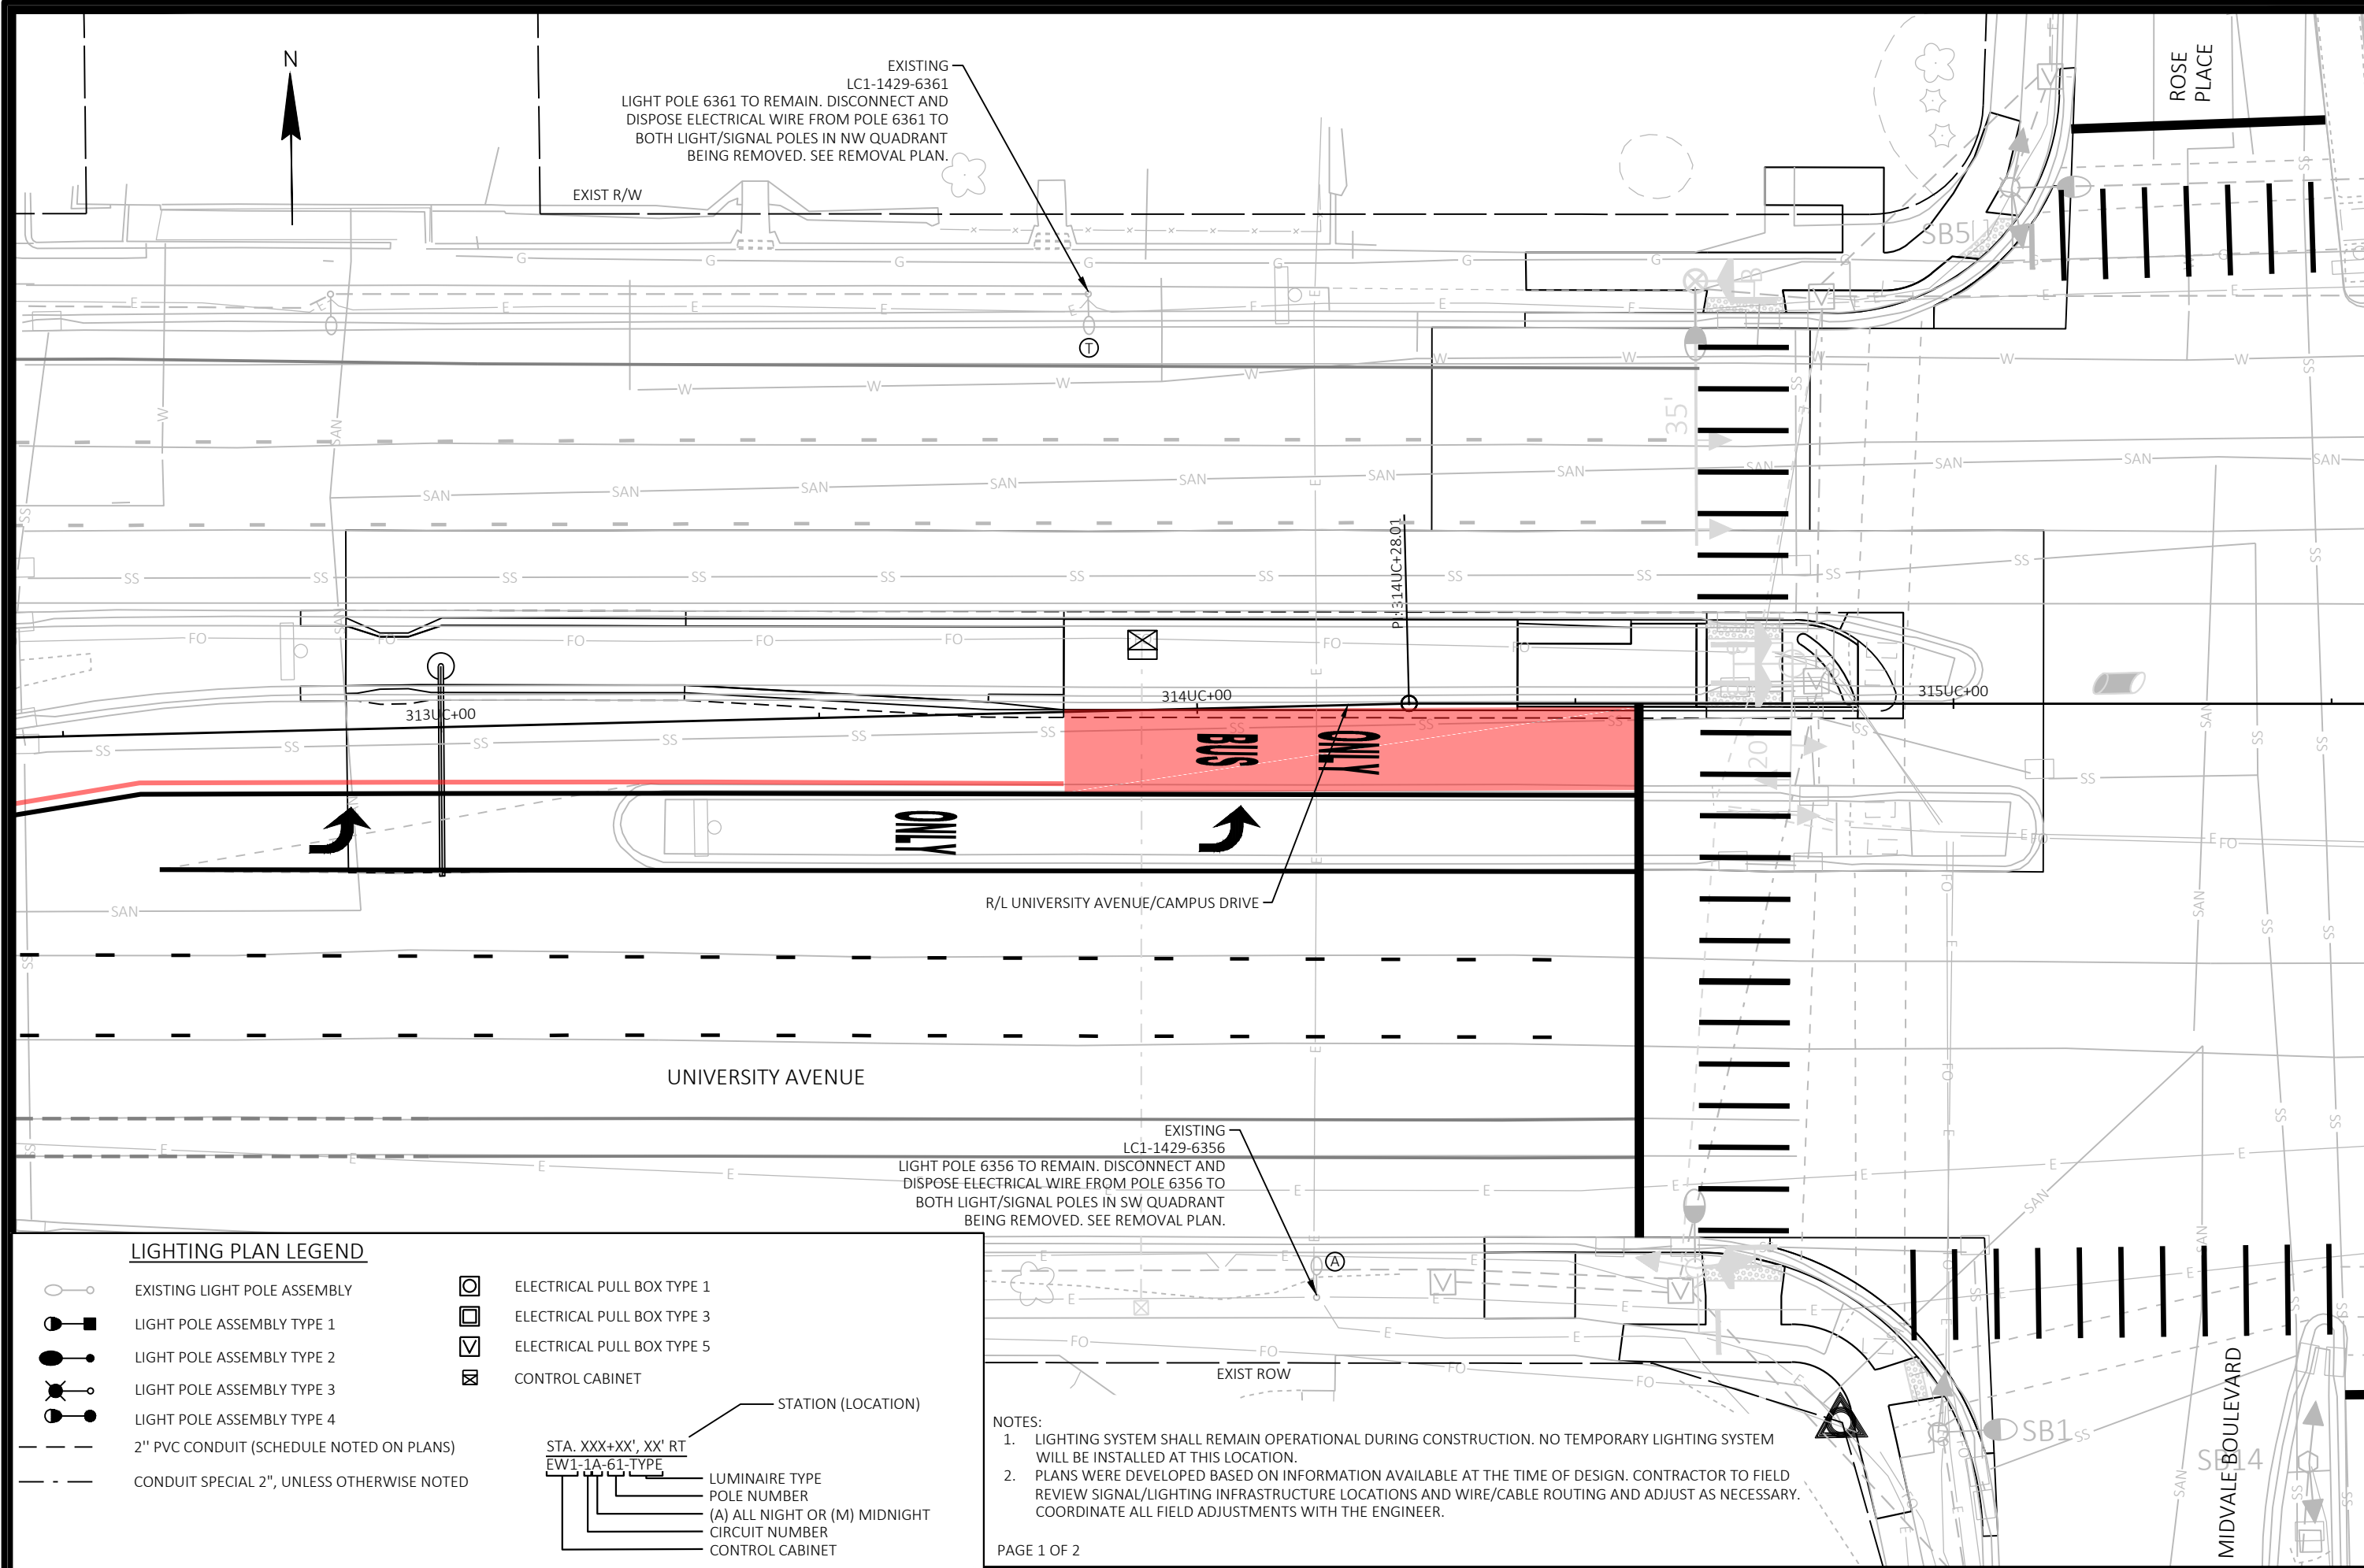 N
EXISTING
LC1-1429-6361
LIGHT POLE 6361 TO REMAIN. DISCONNECT AND
DISPOSE ELECTRICAL WIRE FROM POLE 6361 TO
BOTH LIGHT/SIGNAL POLES IN NW QUADRANT
BEING REMOVED. SEE REMOVAL PLAN.
EXIST R/W
ROSE
PLACE
SB5
T
35'
PI: 314UC+28.01
313UC+00
314UC+00
315UC+00
BUS
ONLY
20'
ONLY
R/L UNIVERSITY AVENUE/CAMPUS DRIVE
UNIVERSITY AVENUE
EXISTING
LC1-1429-6356
LIGHT POLE 6356 TO REMAIN. DISCONNECT AND
DISPOSE ELECTRICAL WIRE FROM POLE 6356 TO
BOTH LIGHT/SIGNAL POLES IN SW QUADRANT
BEING REMOVED. SEE REMOVAL PLAN.
A
EXIST ROW
SB1
SB14
MIDVALE BOULEVARD
LIGHTING PLAN LEGEND
EXISTING LIGHT POLE ASSEMBLY
LIGHT POLE ASSEMBLY TYPE 1
LIGHT POLE ASSEMBLY TYPE 2
LIGHT POLE ASSEMBLY TYPE 3
LIGHT POLE ASSEMBLY TYPE 4
2'' PVC CONDUIT (SCHEDULE NOTED ON PLANS)
CONDUIT SPECIAL 2", UNLESS OTHERWISE NOTED
ELECTRICAL PULL BOX TYPE 1
ELECTRICAL PULL BOX TYPE 3
ELECTRICAL PULL BOX TYPE 5
CONTROL CABINET
STATION (LOCATION)
STA. XXX+XX', XX' RT
EW1-1A-61-TYPE
LUMINAIRE TYPE
POLE NUMBER
(A) ALL NIGHT OR (M) MIDNIGHT
CIRCUIT NUMBER
CONTROL CABINET
NOTES:
1. LIGHTING SYSTEM SHALL REMAIN OPERATIONAL DURING CONSTRUCTION. NO TEMPORARY LIGHTING SYSTEM
WILL BE INSTALLED AT THIS LOCATION.
2. PLANS WERE DEVELOPED BASED ON INFORMATION AVAILABLE AT THE TIME OF DESIGN. CONTRACTOR TO FIELD
REVIEW SIGNAL/LIGHTING INFRASTRUCTURE LOCATIONS AND WIRE/CABLE ROUTING AND ADJUST AS NECESSARY.
COORDINATE ALL FIELD ADJUSTMENTS WITH THE ENGINEER.
PAGE 1 OF 2